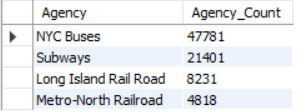 Agency Agency_Count
NYC Buses 47781
Subways 21401
Long Island Rail Road 8231
Metro-North Railroad 4818